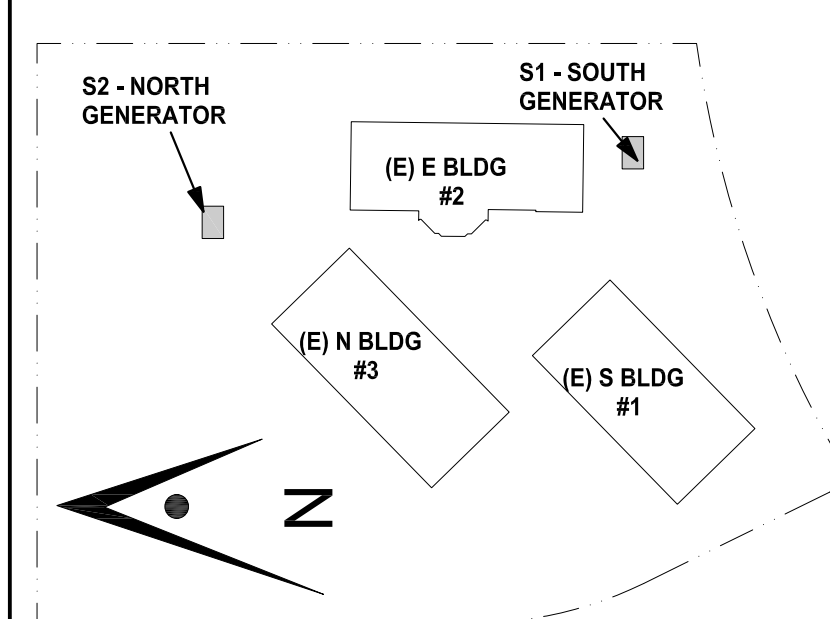 S2 - NORTH
GENERATOR
S1 - SOUTH
GENERATOR
(E) E BLDG
#2
(E) N BLDG
#3
(E) S BLDG
#1
N